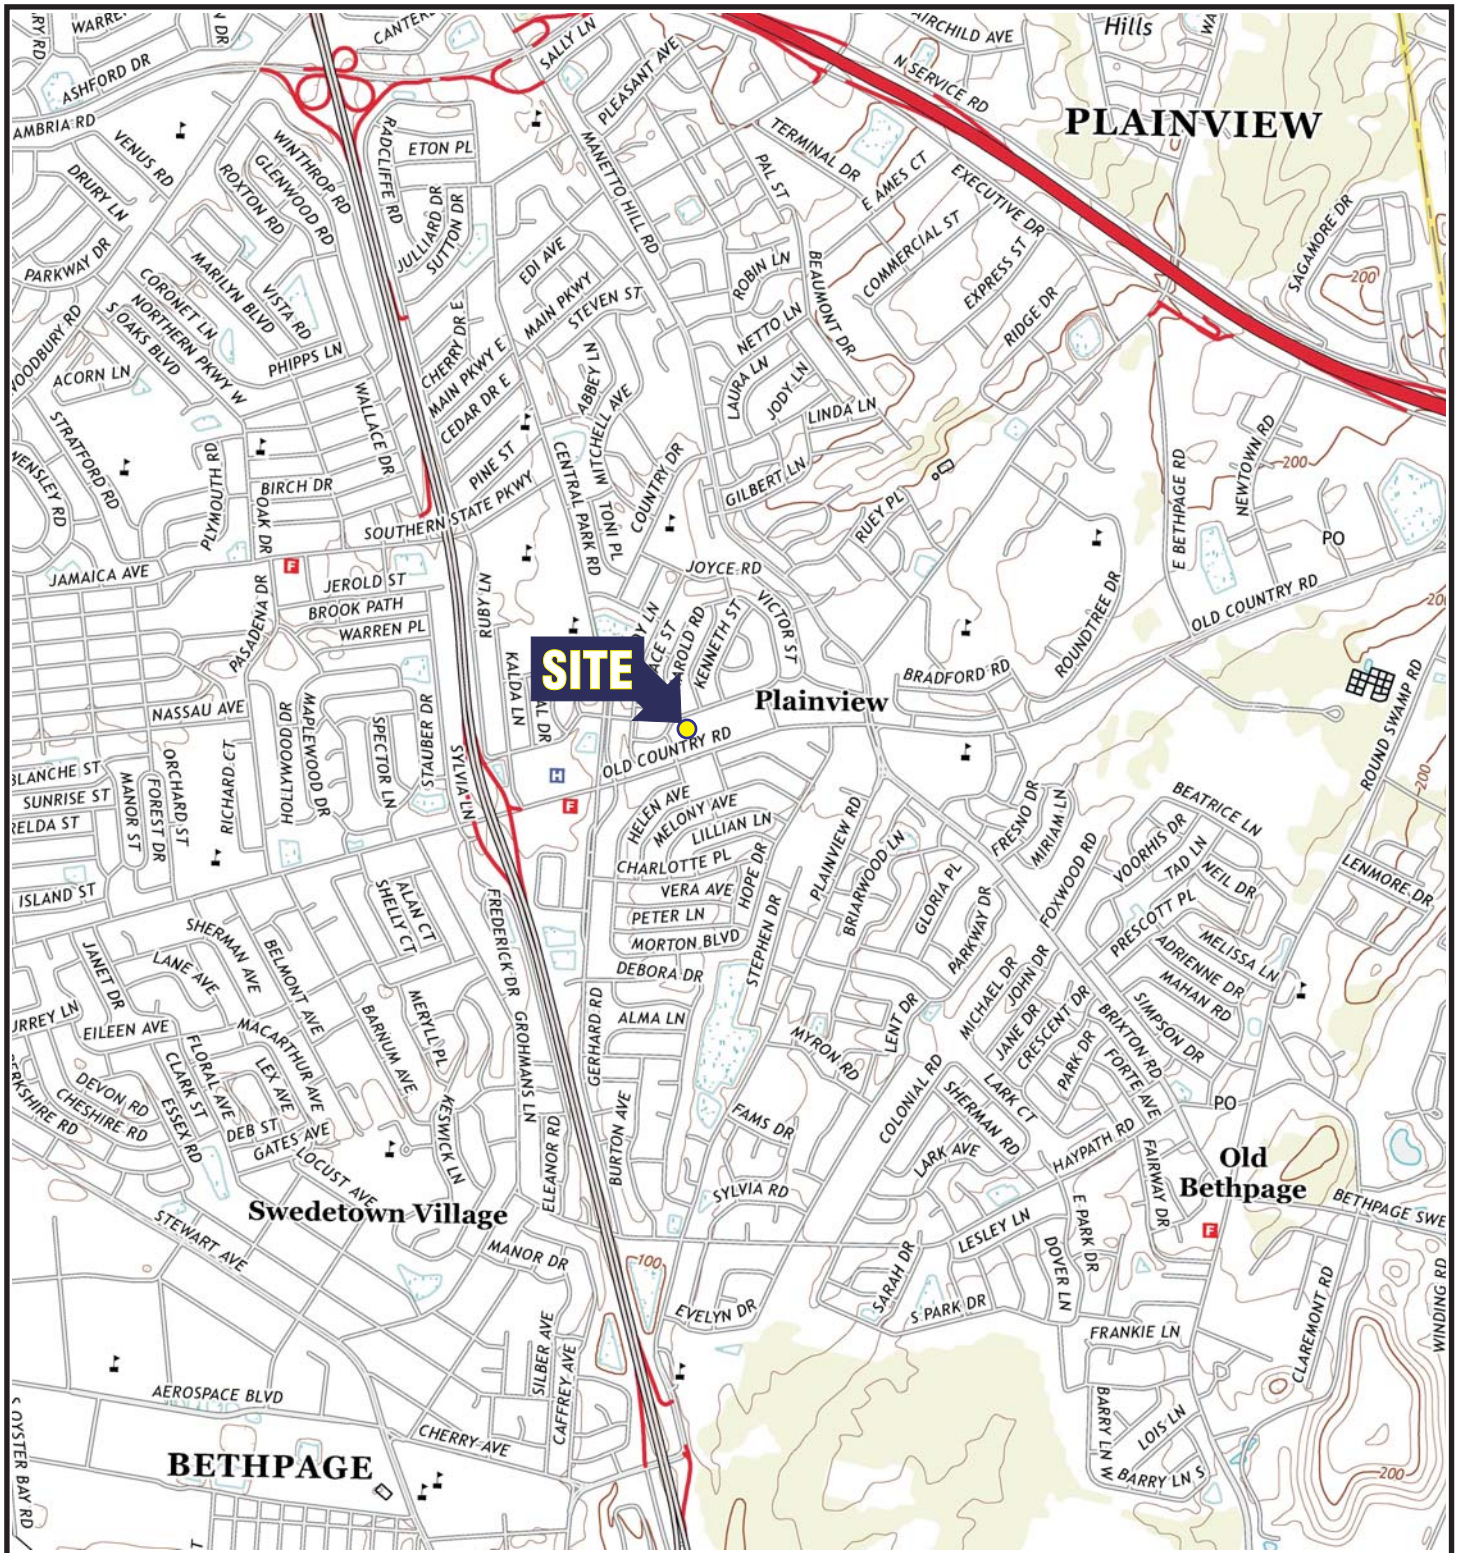 Hills
FAIRCHILD AVE
N SERVICE RD
SALLY LN
PLEASANT AVE
ASHFORD DR
AMBRIA RD
VENUS RD
DRURY LN
PARKWAY DR
WINTHROP RD
GLENWOOD RD
ROXTON RD
RADCLIFFE RD
ETON PL
JULLIARD DR
SUTTON DR
MANETTO HILL RD
TERMINAL DR
PAL ST
E AMES CT
EXECUTIVE DR
PLAINVIEW
SAGAMORE DR
200
COMMERCIAL ST
EXPRESS ST
RIDGE DR
ROBIN LN
BEAUMONT DR
NETTO LN
LAURA LN
JODY LN
LINDA LN
GILBERT LN
EDI AVE
MAIN PKWY
STEVEN ST
CHERRY DR E
MAIN PKWY E
CEDAR DR E
ABBEY LN
MITCHELL AVE
PINE ST
SOUTHERN STATE PKWY
CENTRAL PARK RD
TONI PL
COUNTRY DR
MARILYN BLVD
VISTA RD
CORONET LN
NORTHERN PKWY W
S OAKS BLVD
PHIPPS LN
WALLACE DR
ACORN LN
STRATFORD RD
PLYMOUTH RD
BIRCH DR
OAK DR
JAMAICA AVE
F
JEROLD ST
BROOK PATH
WARREN PL
PASADENA DR
RUBY LN
KALDA LN
JOYCE RD
VICTOR ST
KENNETH ST
RUEY PL
E BETHPAGE RD
NEWTOWN RD
200
PO
OLD COUNTRY RD
ROUNDTREE DR
BRADFORD RD
ROUND SWAMP RD
200
SITE
Plainview
OLD COUNTRY RD
H
F
NASSAU AVE
HOLLYWOOD DR
MAPLEWOOD DR
SPECTOR LN
STAUBER DR
SYLVIA LN
BLANCHE ST
SUNRISE ST
MANOR ST
FOREST DR
ORCHARD ST
RICHARD CT
ISLAND ST
HELEN AVE
MELONY AVE
LILLIAN LN
CHARLOTTE PL
VERA AVE
PETER LN
MORTON BLVD
HOPE DR
DEBORA DR
STEPHEN DR
PLAINVIEW RD
BRIARWOOD LN
GLORIA PL
PARKWAY DR
FRESNO DR
MIRIAM LN
FOXWOOD RD
BEATRICE LN
VOORHIS DR
TAD LN
NEIL DR
PRESCOTT PL
MELISSA LN
ADRIENNE DR
MAHAN RD
SIMPSON DR
LENMORE DR
SHELLY CT
ALAN CT
FREDERICK DR
SHERMAN AVE
BELMONT AVE
LANE AVE
JANET DR
EILEEN AVE
MACARTHUR AVE
BARNUM AVE
MERYLL PL
GROHMANS LN
GERHARD RD
ALMA LN
MYRON RD
LENT DR
MICHAEL DR
JOHN DR
JANE DR
CRESCENT DR
PARK DR
BRIXTON RD
FORTE AVE
COLONIAL RD
SHERMAN RD
LARK CT
LARK AVE
HAYPATH RD
PO
DEVON RD
CHESHIRE RD
CLARK ST
FLORAL AVE
LEX AVE
ESSEX RD
DEB ST
GATES AVE
LOCUST AVE
KESWICK LN
ELEANOR RD
BURTON AVE
FAMS DR
SYLVIA RD
Old
Bethpage
FAIRWAY DR
E PARK DR
F
Swedetown Village
STEWART AVE
MANOR DR
100
EVELYN DR
LESLEY LN
DOVER LN
SARAH DR
S PARK DR
FRANKIE LN
CLAREMONT RD
WINDING RD
SILBER AVE
CAFFREY AVE
AEROSPACE BLVD
CHERRY AVE
BETHPAGE
BARRY LN W
LOIS LN
BARRY LN S
200